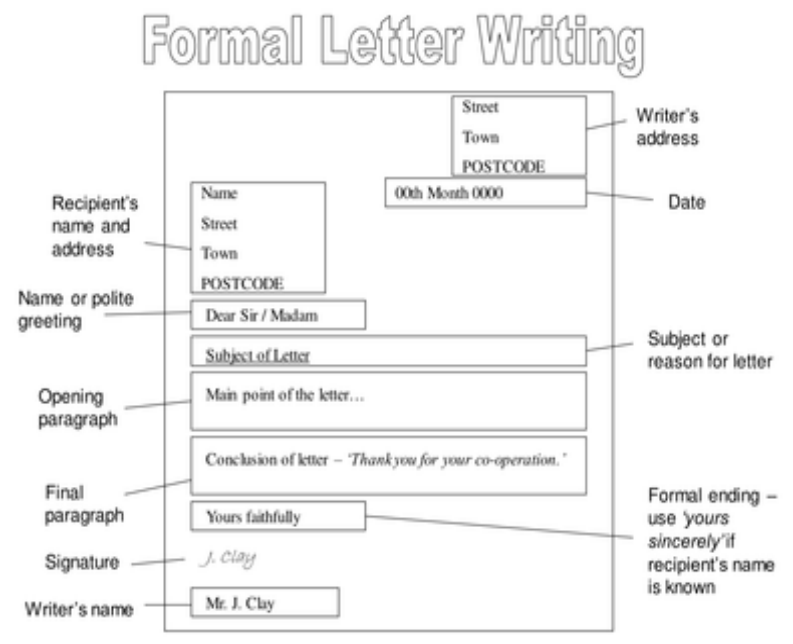 Formal Letter Writing
Street
Town
POSTCODE
Writer's
address
00th Month 0000
Date
Recipient's
name and
address
Name
Street
Town
POSTCODE
Name or polite
greeting
Dear Sir / Madam
Subject of Letter
Subject or
reason for letter
Opening
paragraph
Main point of the letter…
Final
paragraph
Conclusion of letter – 'Thank you for your co-operation.'
Yours faithfully
Formal ending –
use 'yours
sincerely' if
recipient's name
is known
Signature
J. Clay
Writer's name
Mr. J. Clay